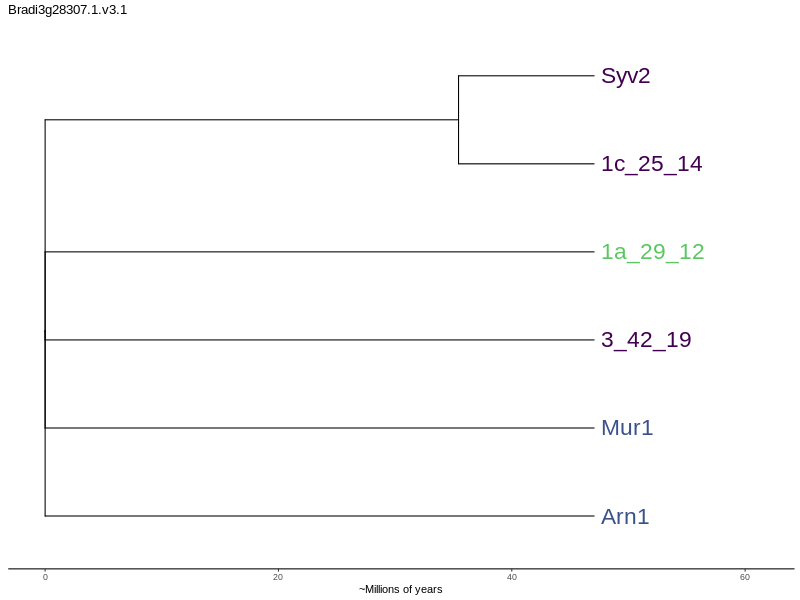 Bradi3g28307.1.v3.1
Syv2
1c_25_14
1a_29_12
3_42_19
Mur1
Arn1
0 20 40 60
~Millions of years